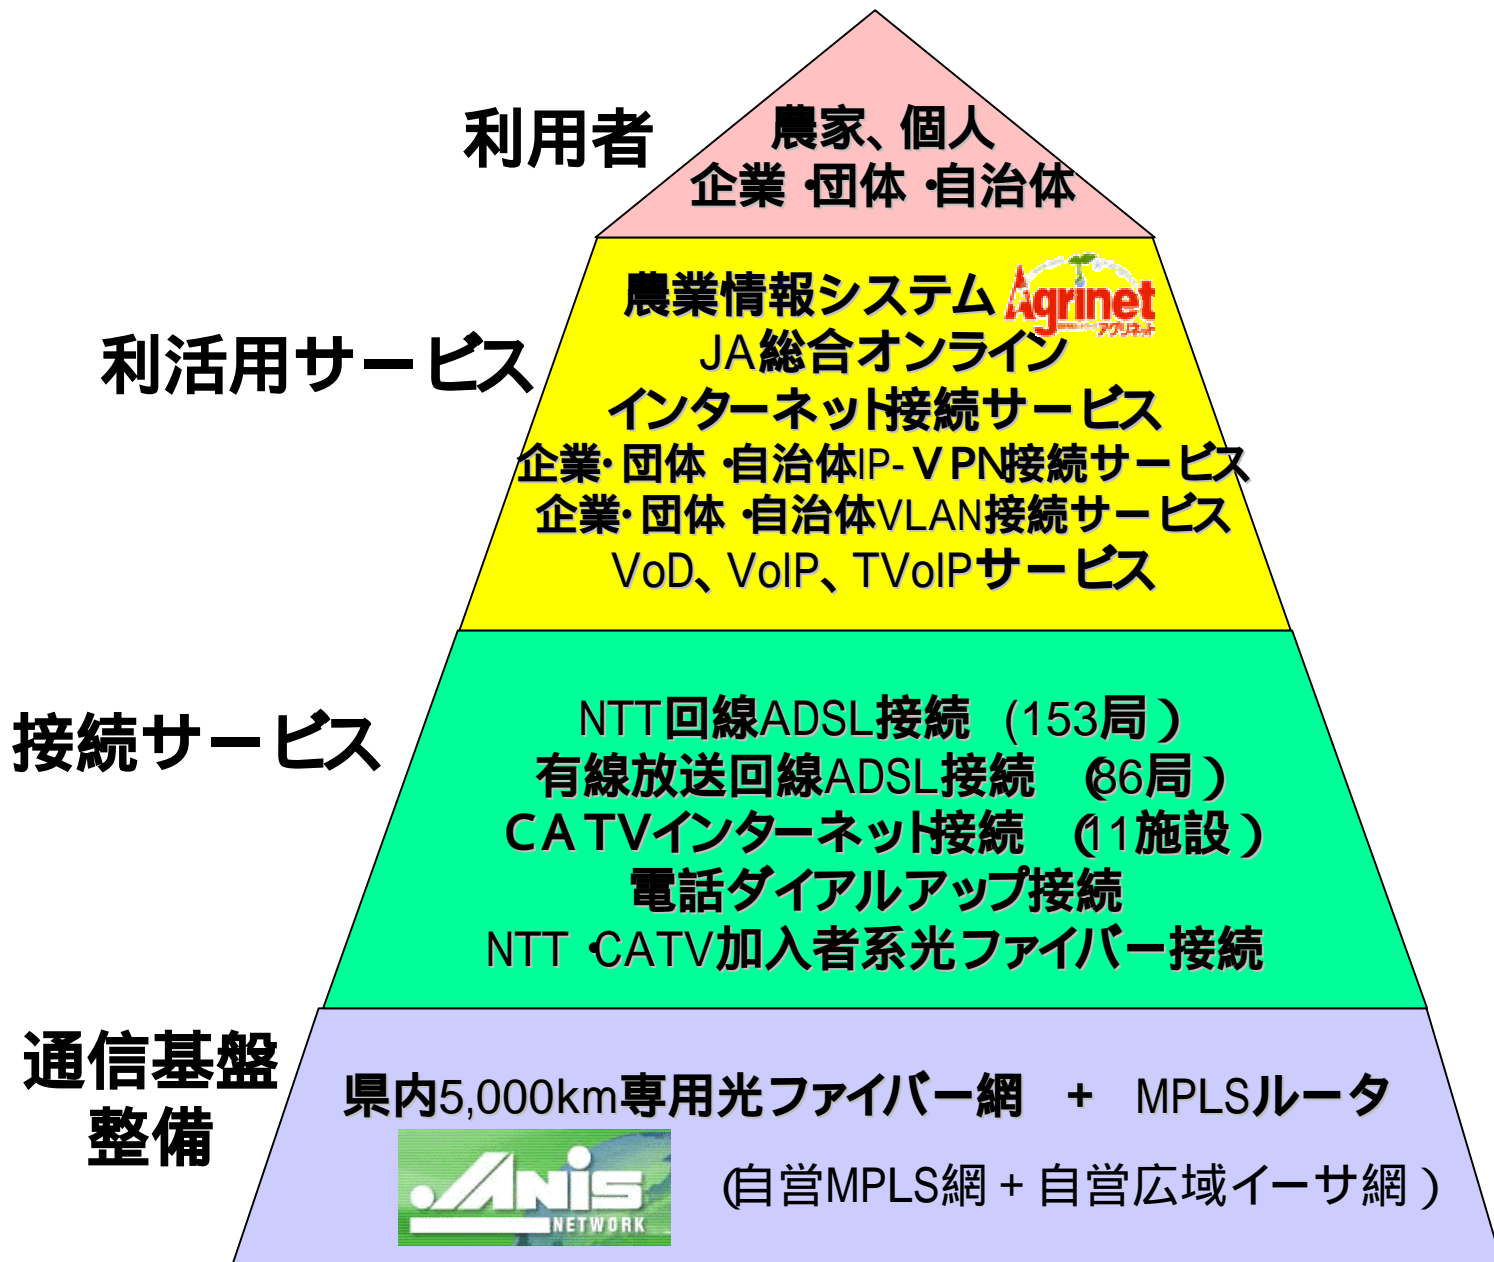 利用者
農家、個人
企業・団体・自治体
利活用サービス
農業情報システム
Agrinet
アグリネット
JA総合オンライン
インターネット接続サービス
企業・団体・自治体IP-VPN接続サービス
企業・団体・自治体VLAN接続サービス
VoD、VoIP、TVoIPサービス
接続サービス
NTT回線ADSL接続 (153局)
有線放送回線ADSL接続 (86局)
CATVインターネット接続 (11施設)
電話ダイアルアップ接続
NTT・CATV加入者系光ファイバー接続
通信基盤
整備
県内5,000km専用光ファイバー網 + MPLSルータ
JANIS
NETWORK
(自営MPLS網+自営広域イーサ網)